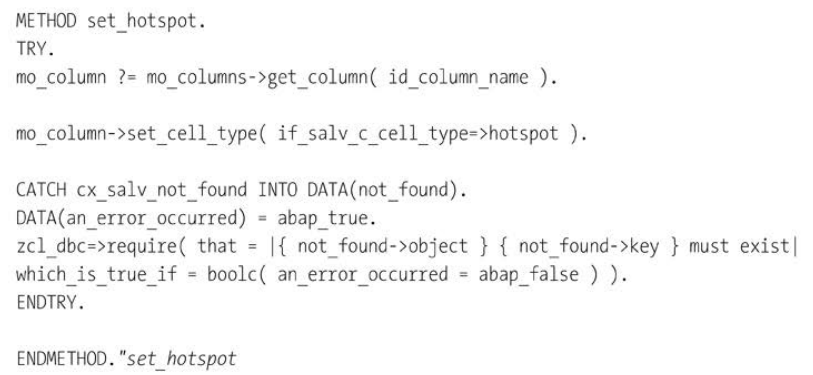 METHOD set_hotspot.
TRY.
mo_column ?= mo_columns->get_column( id_column_name ).
mo_column->set_cell_type( if_salv_c_cell_type=>hotspot ).
CATCH cx_salv_not_found INTO DATA(not_found).
DATA(an_error_occurred) = abap_true.
zcl_dbc=>require( that = |{ not_found->object } { not_found->key } must exist|
which_is_true_if = boolc( an_error_occurred = abap_false ) ).
ENDTRY.
ENDMETHOD."set_hotspot